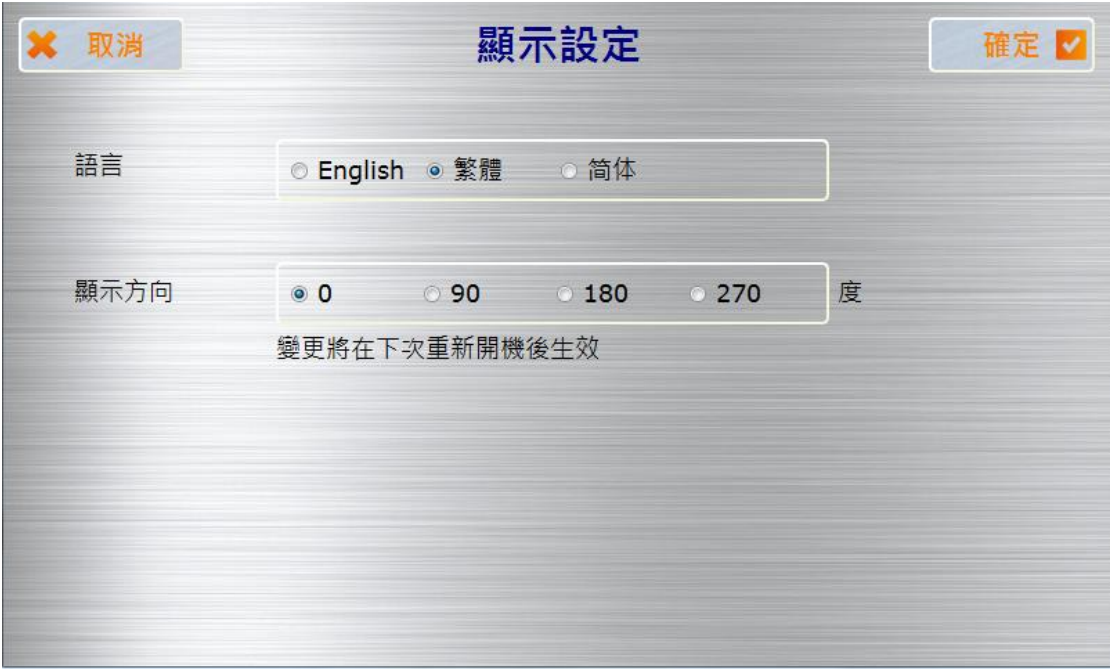 取消
顯示設定
確定
語言
English 繁體 简体
顯示方向
0 90 180 270 度
變更將在下次重新開機後生效